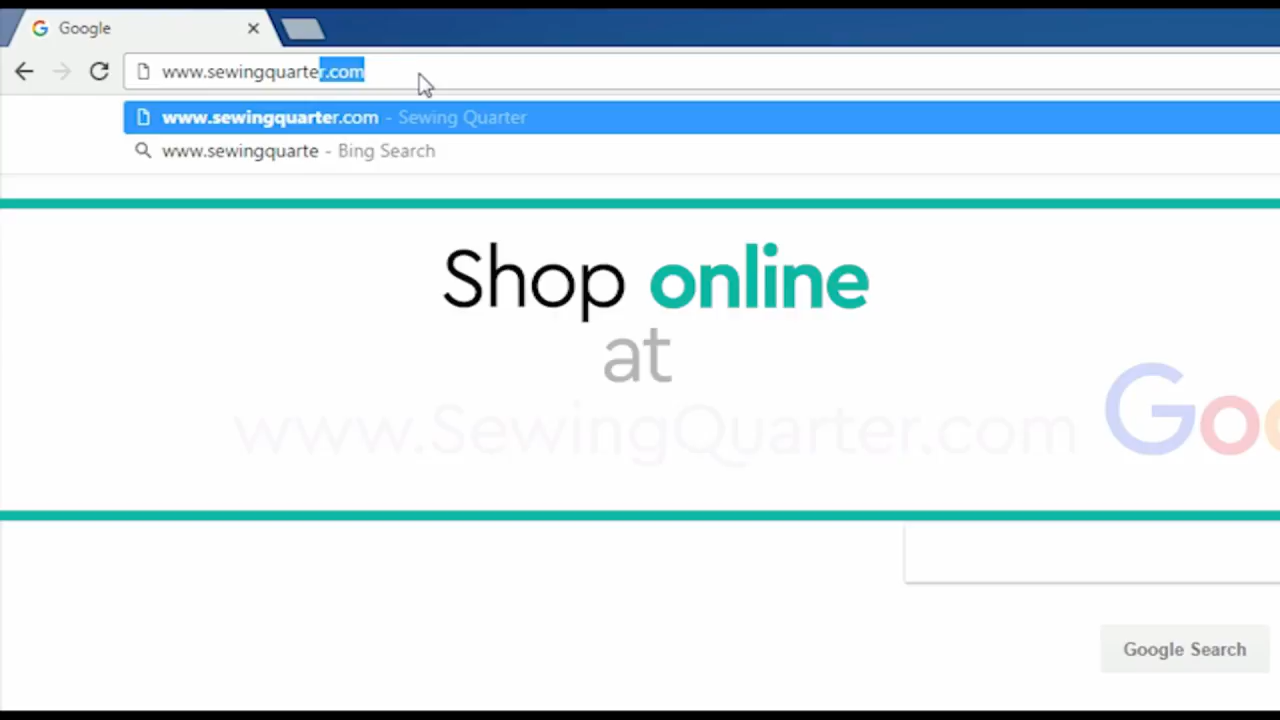 Google
www.sewingquarter.com
www.sewingquarter.com - Sewing Quarter
www.sewingquarte - Bing Search
Shop online
at
www.SewingQuarter.com
Goo
Google Search